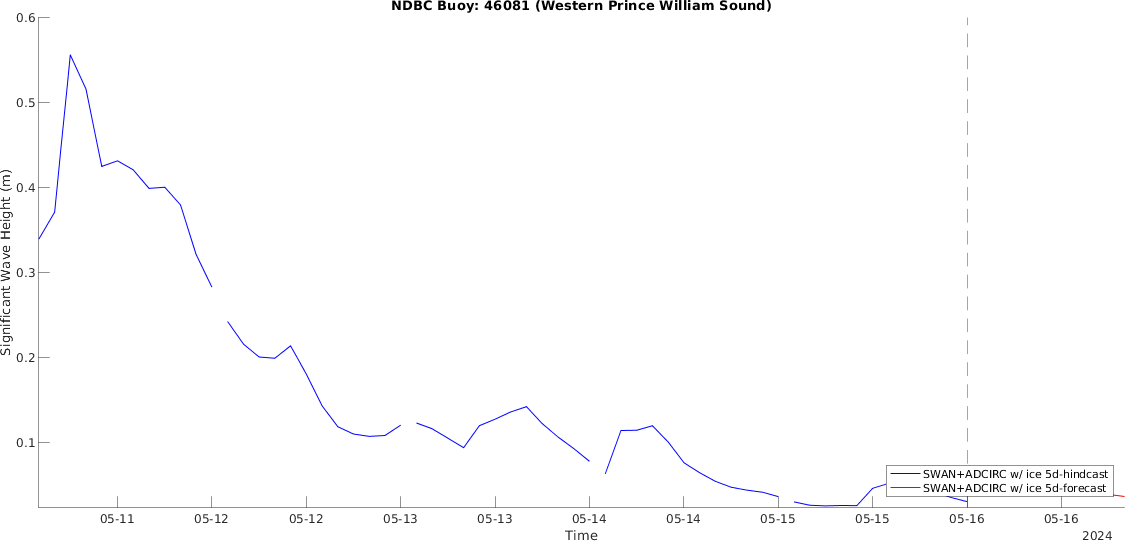 NDBC Buoy: 46081 (Western Prince William Sound)
0.6
0.5
0.4
0.3
0.2
0.1
Significant Wave Height (m)
SWAN+ADCIRC w/ ice 5d-hindcast
SWAN+ADCIRC w/ ice 5d-forecast
05-11 05-12 05-12 05-13 05-13 05-14 05-14 05-15 05-15 05-16 05-16
Time
2024